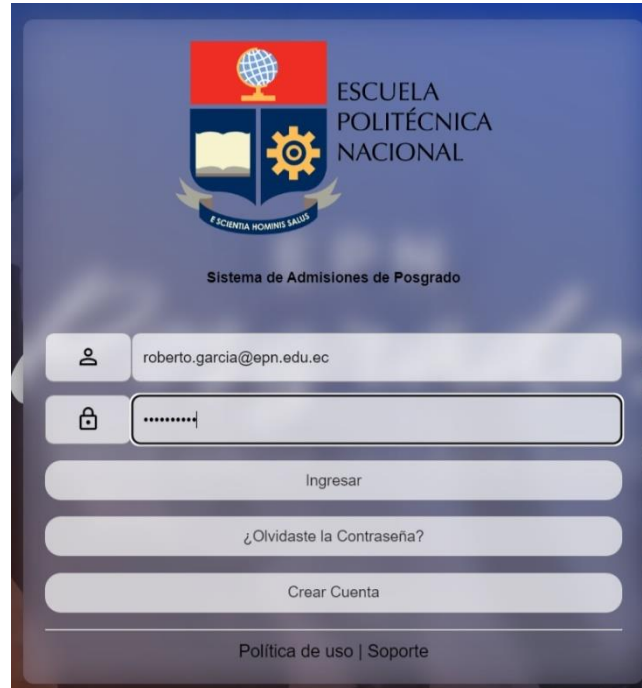 ESCUELA
POLITÉCNICA
NACIONAL
E SCIENTIA HOMINIS SALUS
EPN
Sistema de Admisiones de Posgrado
roberto.garcia@epn.edu.ec
••••••••••
Ingresar
¿Olvidaste la Contraseña?
Crear Cuenta
Política de uso | Soporte